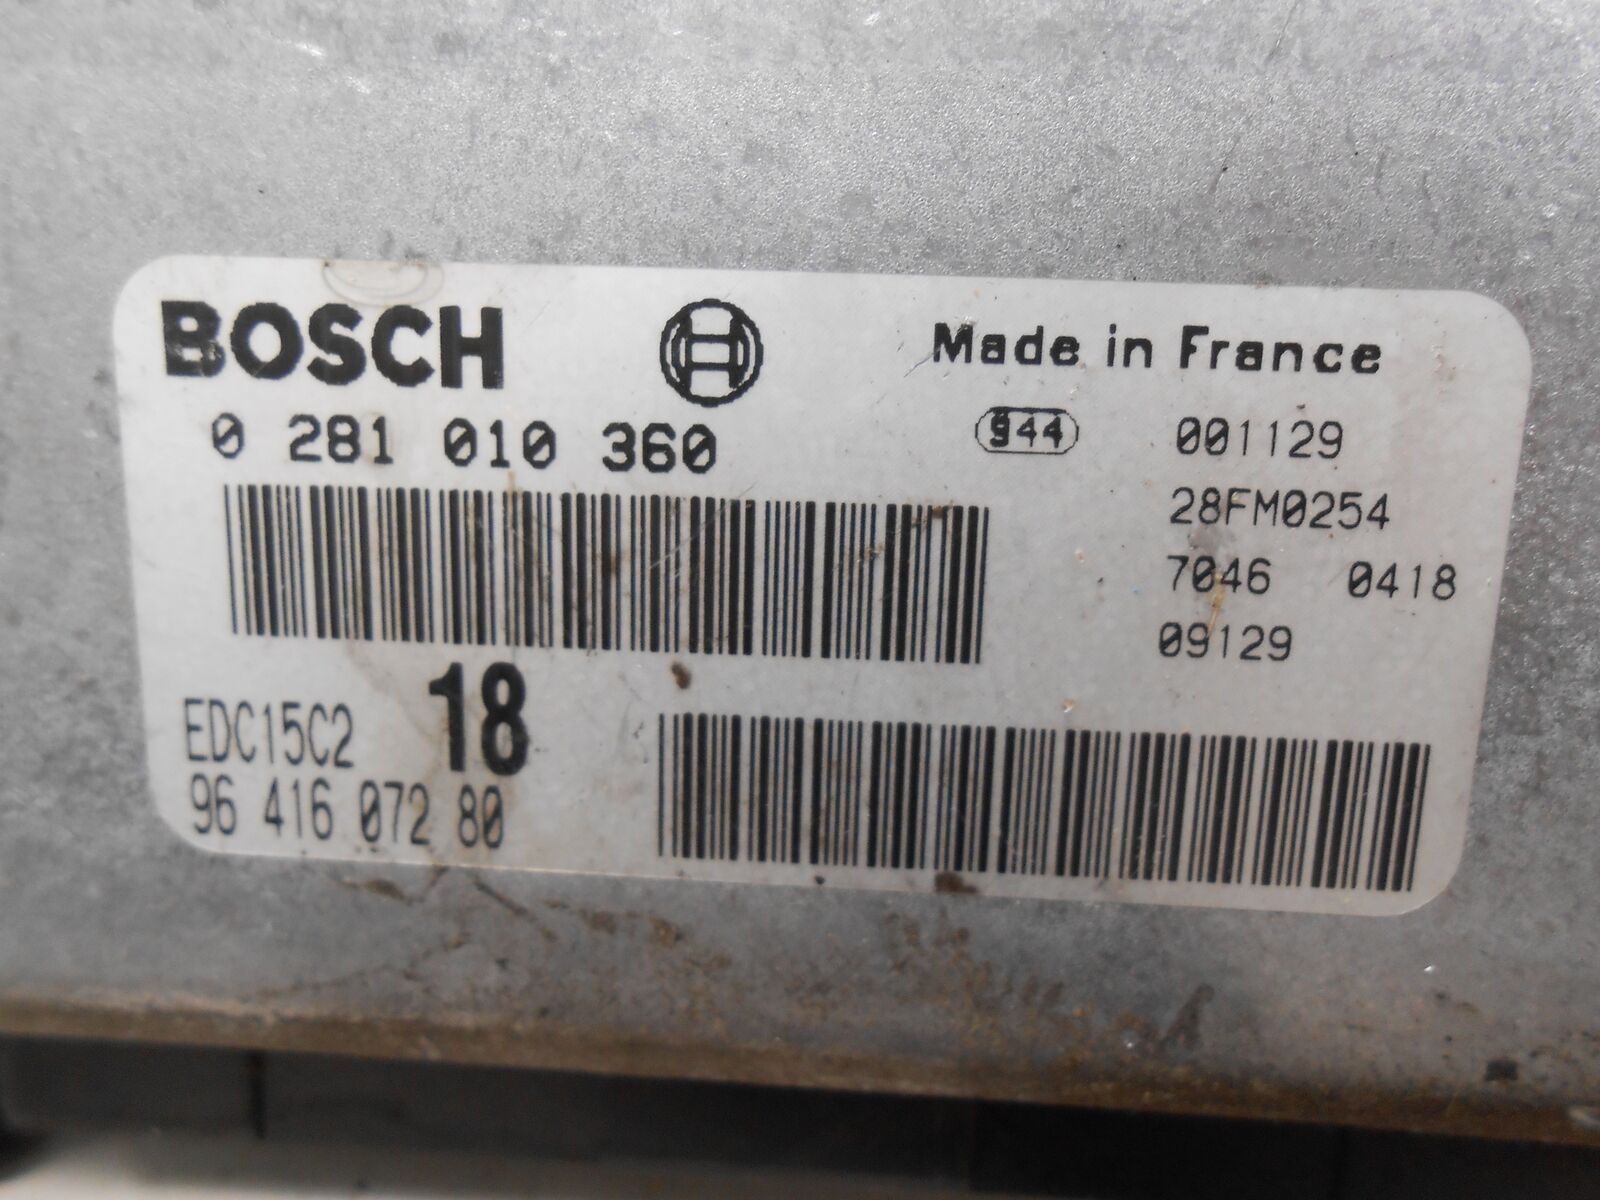 BOSCH
Made in France
0 281 010 360
944
001129
28FM0254
7046 0418
09129
EDC15C2 18
96 416 072 80